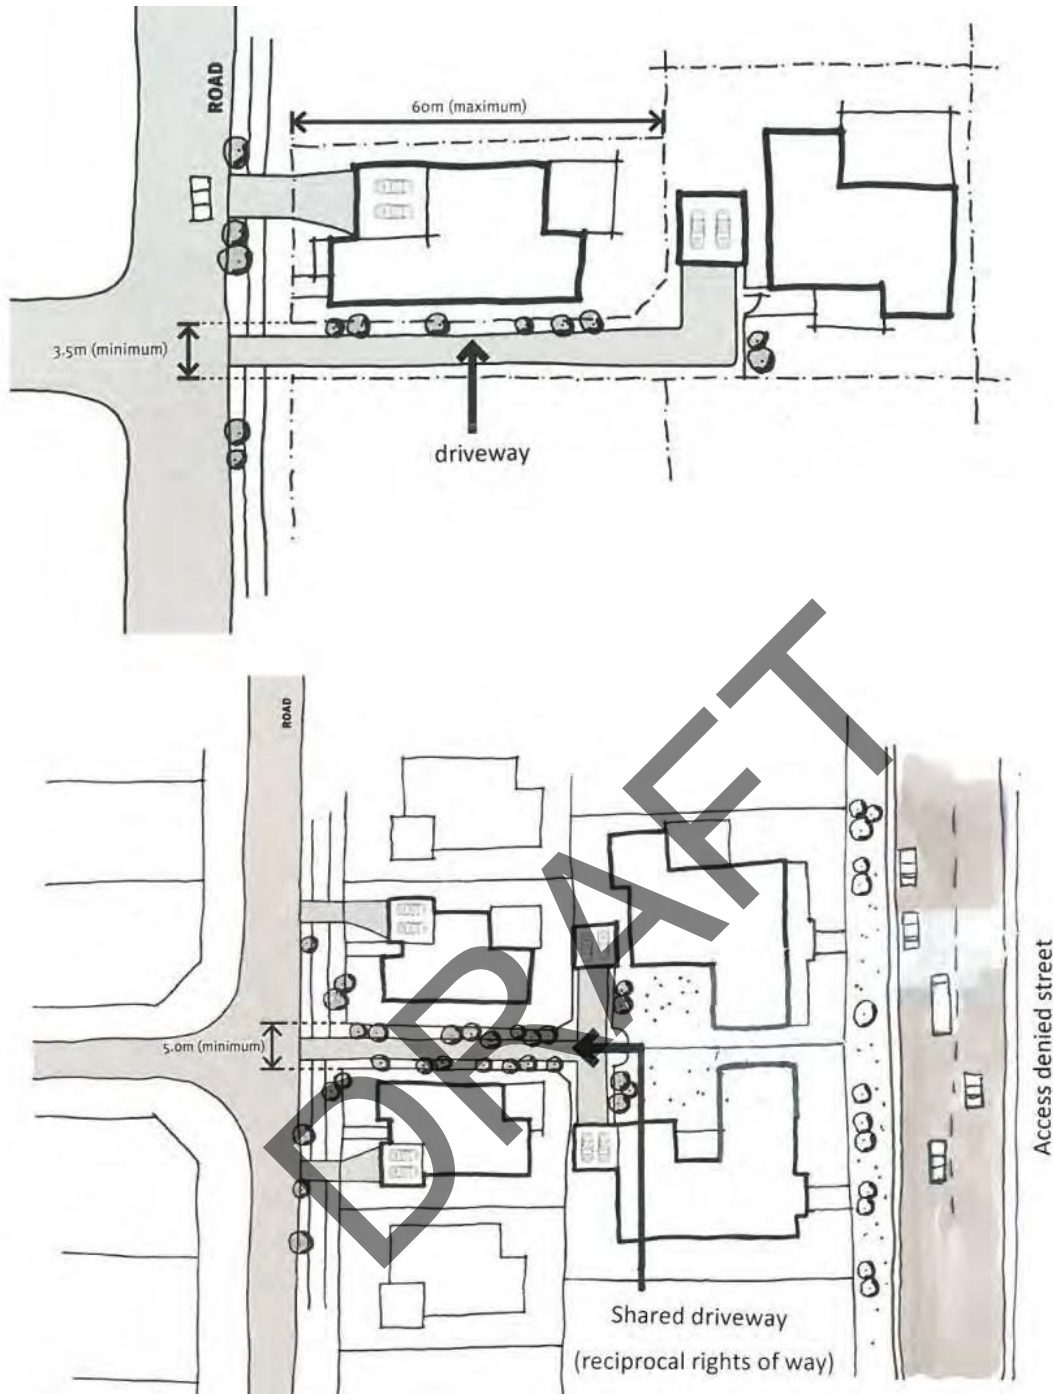 ROAD
60m (maximum)
3.5m (minimum)
driveway
ROAD
DRAFT
5.0m (minimum)
Access denied street
Shared driveway
(reciprocal rights of way)